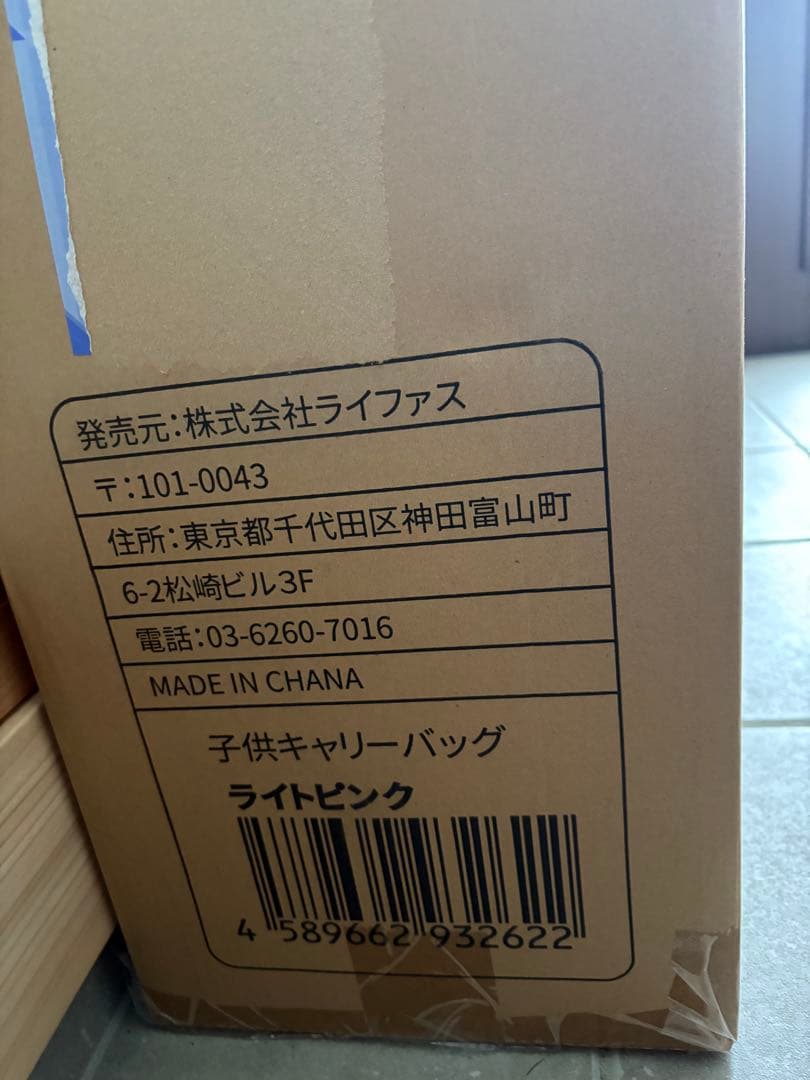 発売元:株式会社ライファス
〒:101-0043
住所:東京都千代田区神田富山町
6-2松崎ビル3F
電話:03-6260-7016
MADE IN CHANA
子供キャリーバッグ
ライトピンク
4 589662 932622